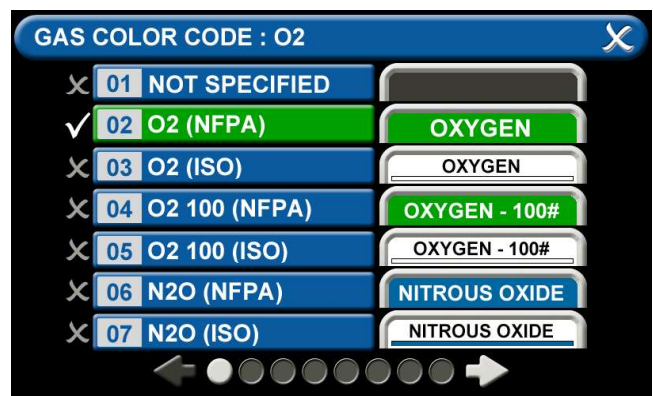 GAS COLOR CODE : O2
01 NOT SPECIFIED
02 O2 (NFPA) OXYGEN
03 O2 (ISO) OXYGEN
04 O2 100 (NFPA) OXYGEN - 100#
05 O2 100 (ISO) OXYGEN - 100#
06 N2O (NFPA) NITROUS OXIDE
07 N2O (ISO) NITROUS OXIDE